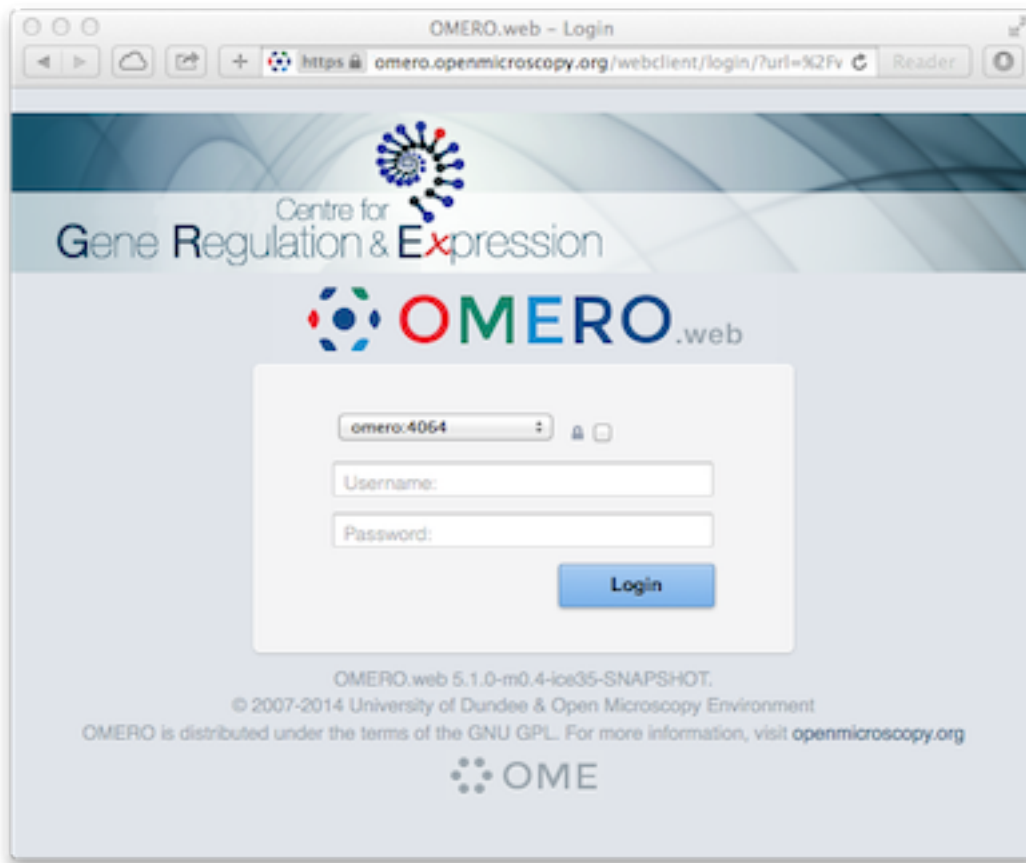 OMERO.web – Login
https omero.openmicroscopy.org/webclient/login/?url=%2Fv Reader
Centre for
Gene Regulation & Expression
OMERO.web
omero:4064
Username:
Password:
Login
OMERO.web 5.1.0-m0.4-ice35-SNAPSHOT.
© 2007-2014 University of Dundee & Open Microscopy Environment
OMERO is distributed under the terms of the GNU GPL. For more information, visit openmicroscopy.org
OME